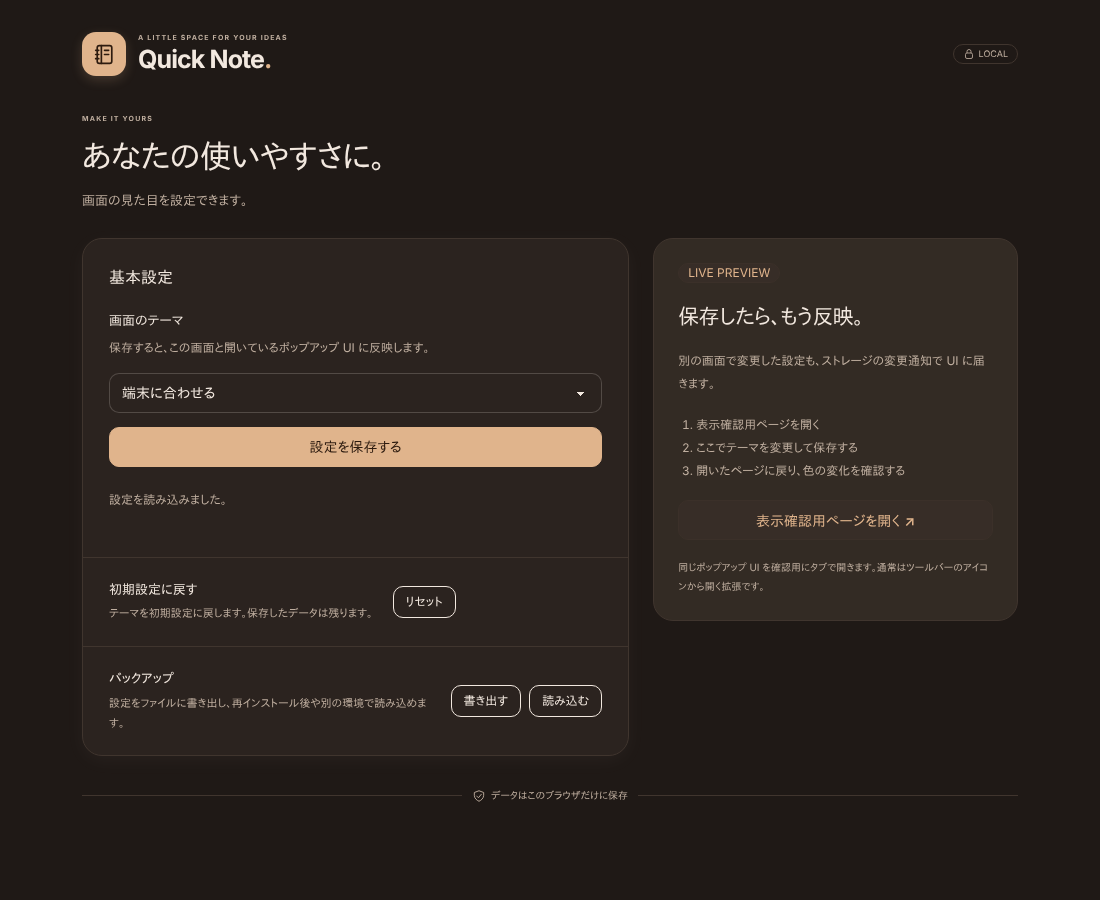 A LITTLE SPACE FOR YOUR IDEAS
Quick Note.
LOCAL
MAKE IT YOURS
あなたの使いやすさに。
画面の見た目を設定できます。
基本設定
画面のテーマ
保存すると、この画面と開いているポップアップ UI に反映します。
端末に合わせる
設定を保存する
設定を読み込みました。
初期設定に戻す
テーマを初期設定に戻します。保存したデータは残ります。
リセット
バックアップ
設定をファイルに書き出し、再インストール後や別の環境で読み込めま
す。
書き出す
読み込む
LIVE PREVIEW
保存したら、もう反映。
別の画面で変更した設定も、ストレージの変更通知で UI に届
きます。
1. 表示確認用ページを開く
2. ここでテーマを変更して保存する
3. 開いたページに戻り、色の変化を確認する
表示確認用ページを開く
同じポップアップ UI を確認用にタブで開きます。通常はツールバーのアイコ
ンから開く拡張です。
データはこのブラウザだけに保存